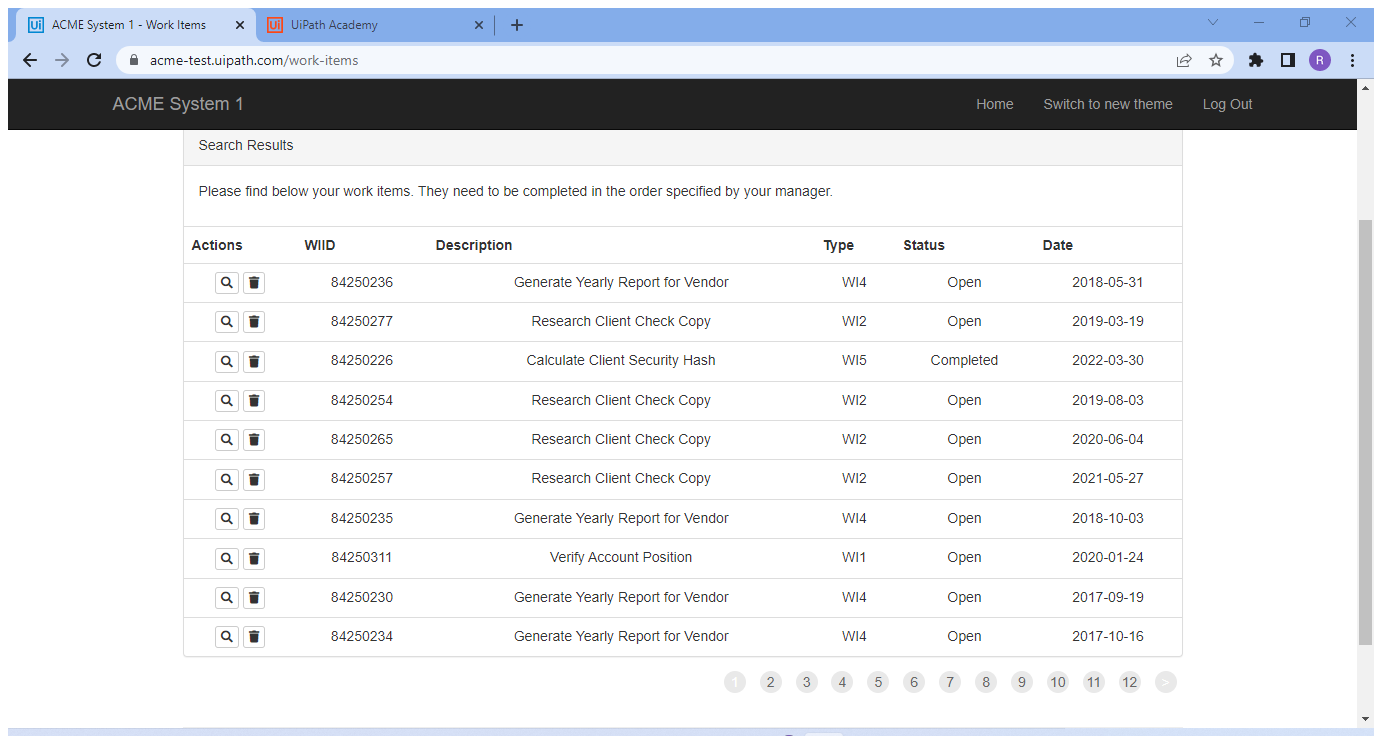 Ui ACME System 1 - Work Items Ui UiPath Academy
acme-test.uipath.com/work-items R
ACME System 1 Home Switch to new theme Log Out
Search Results
Please find below your work items. They need to be completed in the order specified by your manager.
Actions WIID Description Type Status Date
84250236 Generate Yearly Report for Vendor WI4 Open 2018-05-31
84250277 Research Client Check Copy WI2 Open 2019-03-19
84250226 Calculate Client Security Hash WI5 Completed 2022-03-30
84250254 Research Client Check Copy WI2 Open 2019-08-03
84250265 Research Client Check Copy WI2 Open 2020-06-04
84250257 Research Client Check Copy WI2 Open 2021-05-27
84250235 Generate Yearly Report for Vendor WI4 Open 2018-10-03
84250311 Verify Account Position WI1 Open 2020-01-24
84250230 Generate Yearly Report for Vendor WI4 Open 2017-09-19
84250234 Generate Yearly Report for Vendor WI4 Open 2017-10-16
1 2 3 4 5 6 7 8 9 10 11 12 >